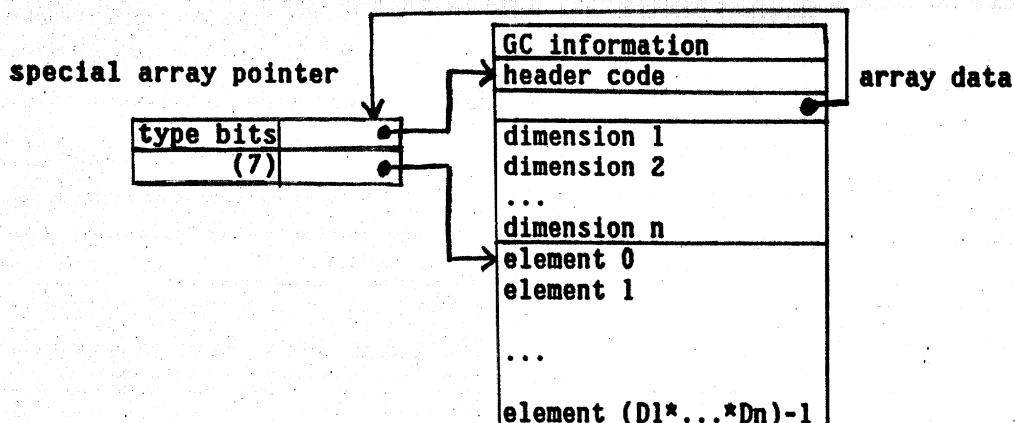 special array pointer
type bits
(7)
GC information
header code
dimension 1
dimension 2
...
dimension n
element 0
element 1
...
element (D1*...*Dn)-1
array data